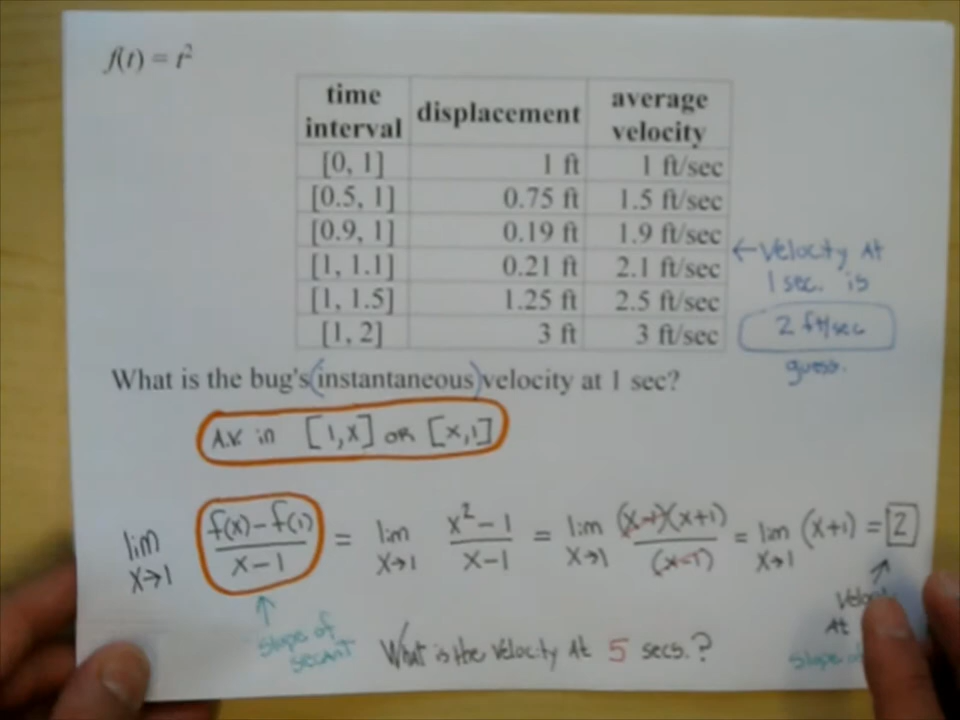 f(t) = t²
time interval displacement average velocity
[0, 1] 1 ft 1 ft/sec
[0.5, 1] 0.75 ft 1.5 ft/sec
[0.9, 1] 0.19 ft 1.9 ft/sec
[1, 1.1] 0.21 ft 2.1 ft/sec
[1, 1.5] 1.25 ft 2.5 ft/sec
[1, 2] 3 ft 3 ft/sec
← Velocity At
1 sec. is
2 ft/sec
guess.
What is the bug's (instantaneous) velocity at 1 sec?
A.V. in [1,x] or [x,1]
lim x→1 (f(x) - f(1))/(x - 1) = lim x→1 (x² - 1)/(x - 1) = lim x→1 (x-1)(x+1)/(x-1) = lim x→1 (x+1) = 2
↑
Slope of
secant
What is the velocity At 5 secs.?
↗
At
Slope of